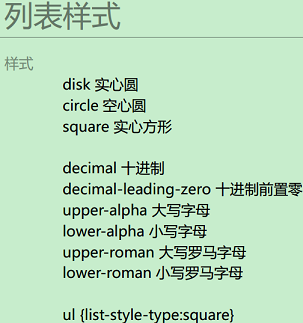 列表样式
样式
disk 实心圆
circle 空心圆
square 实心方形
decimal 十进制
decimal-leading-zero 十进制前置零
upper-alpha 大写字母
lower-alpha 小写字母
upper-roman 大写罗马字母
lower-roman 小写罗马字母
ul {list-style-type:square}